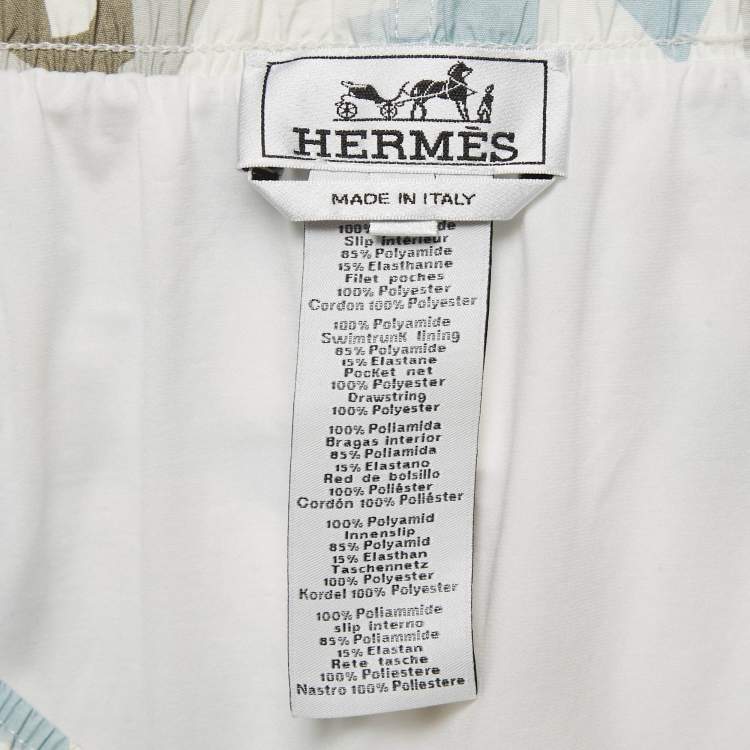 HERMÈS
MADE IN ITALY
100% de
Slip intérieur
85% Polyamide
15% Elasthanne
Filet poches
100% Polyester
Cordon 100% Polyester
100% Polyamide
Swimtrunk lining
85% Polyamide
15% Elastane
Pocket net
100% Polyester
Drawstring
100% Polyester
100% Poliamida
Bragas interior
85% Poliamida
15% Elastano
Red de bolsillo
100% Poliéster
Cordón 100% Poliéster
100% Polyamid
Innenslip
85% Polyamid
15% Elasthan
Taschennetz
100% Polyester
Kordel 100% Polyester
100% Poliammide
slip interno
85% Poliammide
15% Elastan
Rete tasche
100% Poliestere
Nastro 100% Poliestere